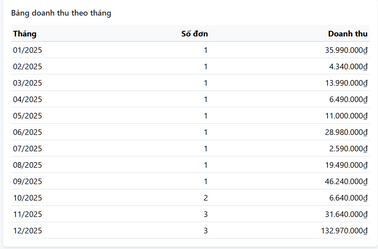 Bảng doanh thu theo tháng
Tháng Số đơn Doanh thu
01/2025 1 35.990.000₫
02/2025 1 4.340.000₫
03/2025 1 13.990.000₫
04/2025 1 6.490.000₫
05/2025 1 11.000.000₫
06/2025 1 28.980.000₫
07/2025 1 2.590.000₫
08/2025 1 19.490.000₫
09/2025 1 46.240.000₫
10/2025 2 6.640.000₫
11/2025 3 31.640.000₫
12/2025 3 132.970.000₫